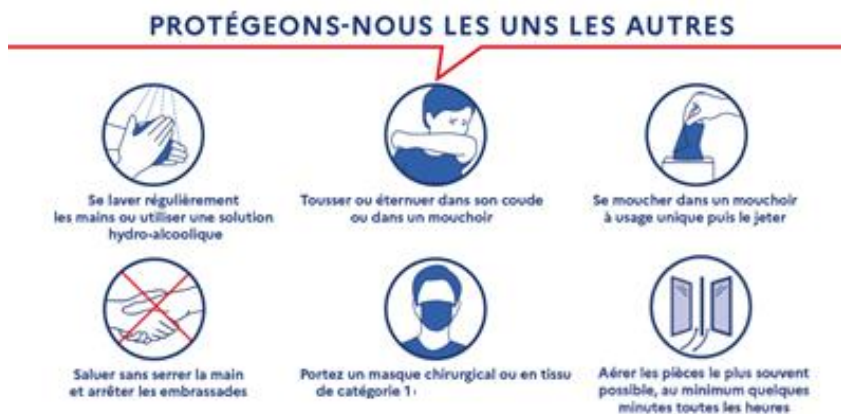 PROTÉGEONS-NOUS LES UNS LES AUTRES
Se laver régulièrement
les mains ou utiliser une solution
hydro-alcoolique
Tousser ou éternuer dans son coude
ou dans un mouchoir
Se moucher dans un mouchoir
à usage unique puis le jeter
Saluer sans serrer la main
et arrêter les embrassades
Portez un masque chirurgical ou en tissu
de catégorie 1
Aérer les pièces le plus souvent
possible, au minimum quelques
minutes toutes les heures